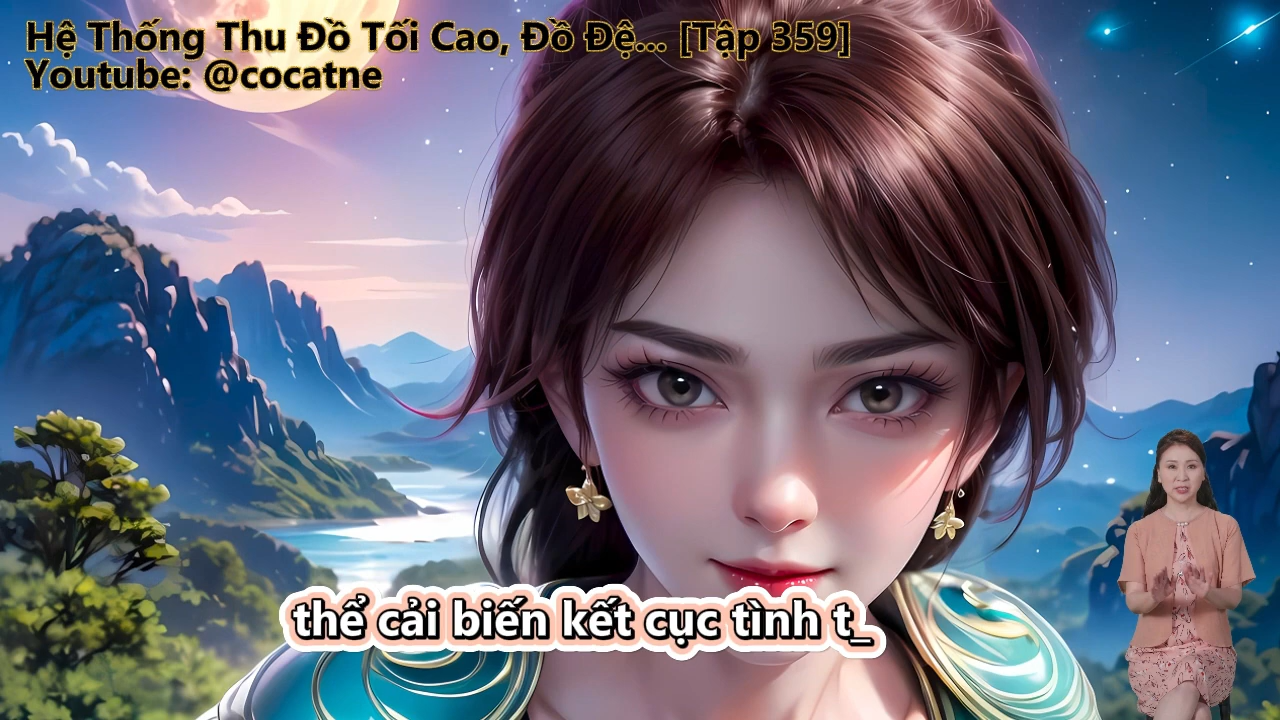 Hệ Thống Thu Đồ Tối Cao, Đồ Đệ... [Tập 359]
Youtube: @cocatne
thể cải biến kết cục tình t_